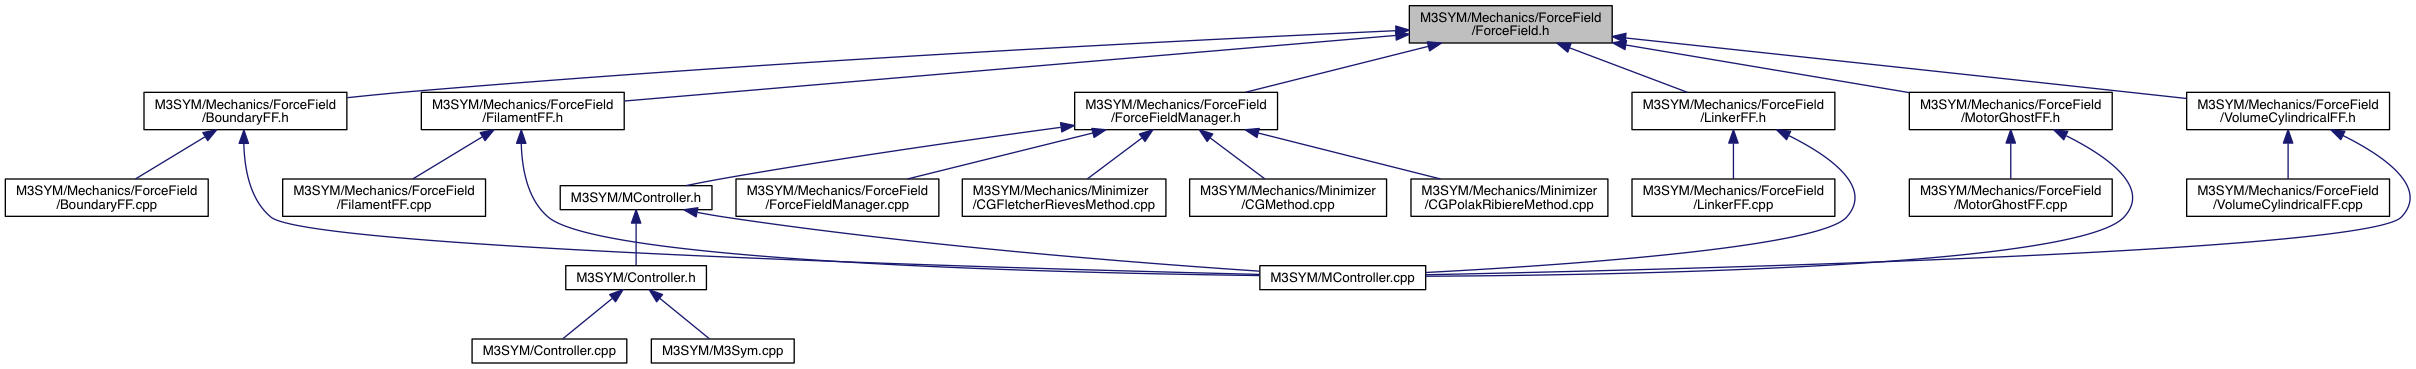 M3SYM/Mechanics/ForceField
/ForceField.h
M3SYM/Mechanics/ForceField
/BoundaryFF.h
M3SYM/Mechanics/ForceField
/FilamentFF.h
M3SYM/Mechanics/ForceField
/ForceFieldManager.h
M3SYM/Mechanics/ForceField
/LinkerFF.h
M3SYM/Mechanics/ForceField
/MotorGhostFF.h
M3SYM/Mechanics/ForceField
/VolumeCylindricalFF.h
M3SYM/Mechanics/ForceField
/BoundaryFF.cpp
M3SYM/Mechanics/ForceField
/FilamentFF.cpp
M3SYM/MController.h
M3SYM/Mechanics/ForceField
/ForceFieldManager.cpp
M3SYM/Mechanics/Minimizer
/CGFletcherRievesMethod.cpp
M3SYM/Mechanics/Minimizer
/CGMethod.cpp
M3SYM/Mechanics/Minimizer
/CGPolakRibiereMethod.cpp
M3SYM/Mechanics/ForceField
/LinkerFF.cpp
M3SYM/Mechanics/ForceField
/MotorGhostFF.cpp
M3SYM/Mechanics/ForceField
/VolumeCylindricalFF.cpp
M3SYM/Controller.h
M3SYM/MController.cpp
M3SYM/Controller.cpp
M3SYM/M3Sym.cpp